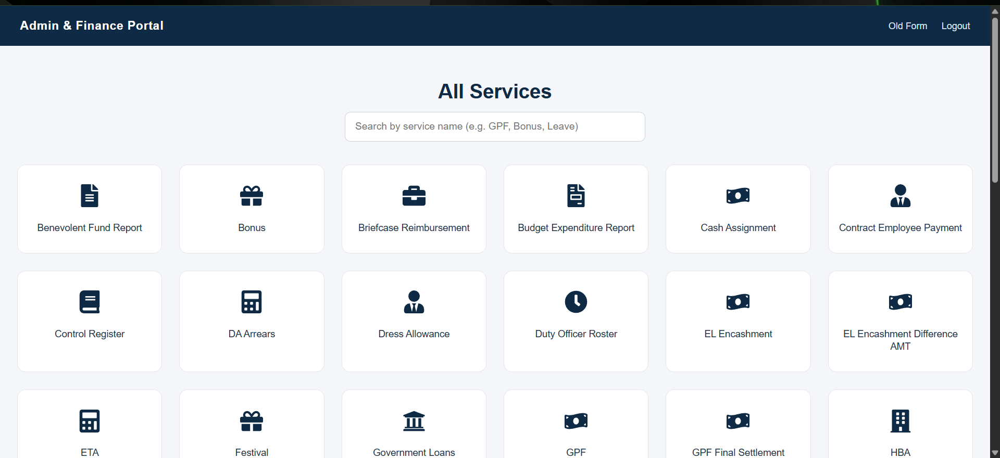 Admin & Finance Portal
Old Form
Logout
All Services
Search by service name (e.g. GPF, Bonus, Leave)
Benevolent Fund Report
Bonus
Briefcase Reimbursement
Budget Expenditure Report
Cash Assignment
Contract Employee Payment
Control Register
DA Arrears
Dress Allowance
Duty Officer Roster
EL Encashment
EL Encashment Difference
AMT
ETA
Festival
Government Loans
GPF
GPF Final Settlement
HBA